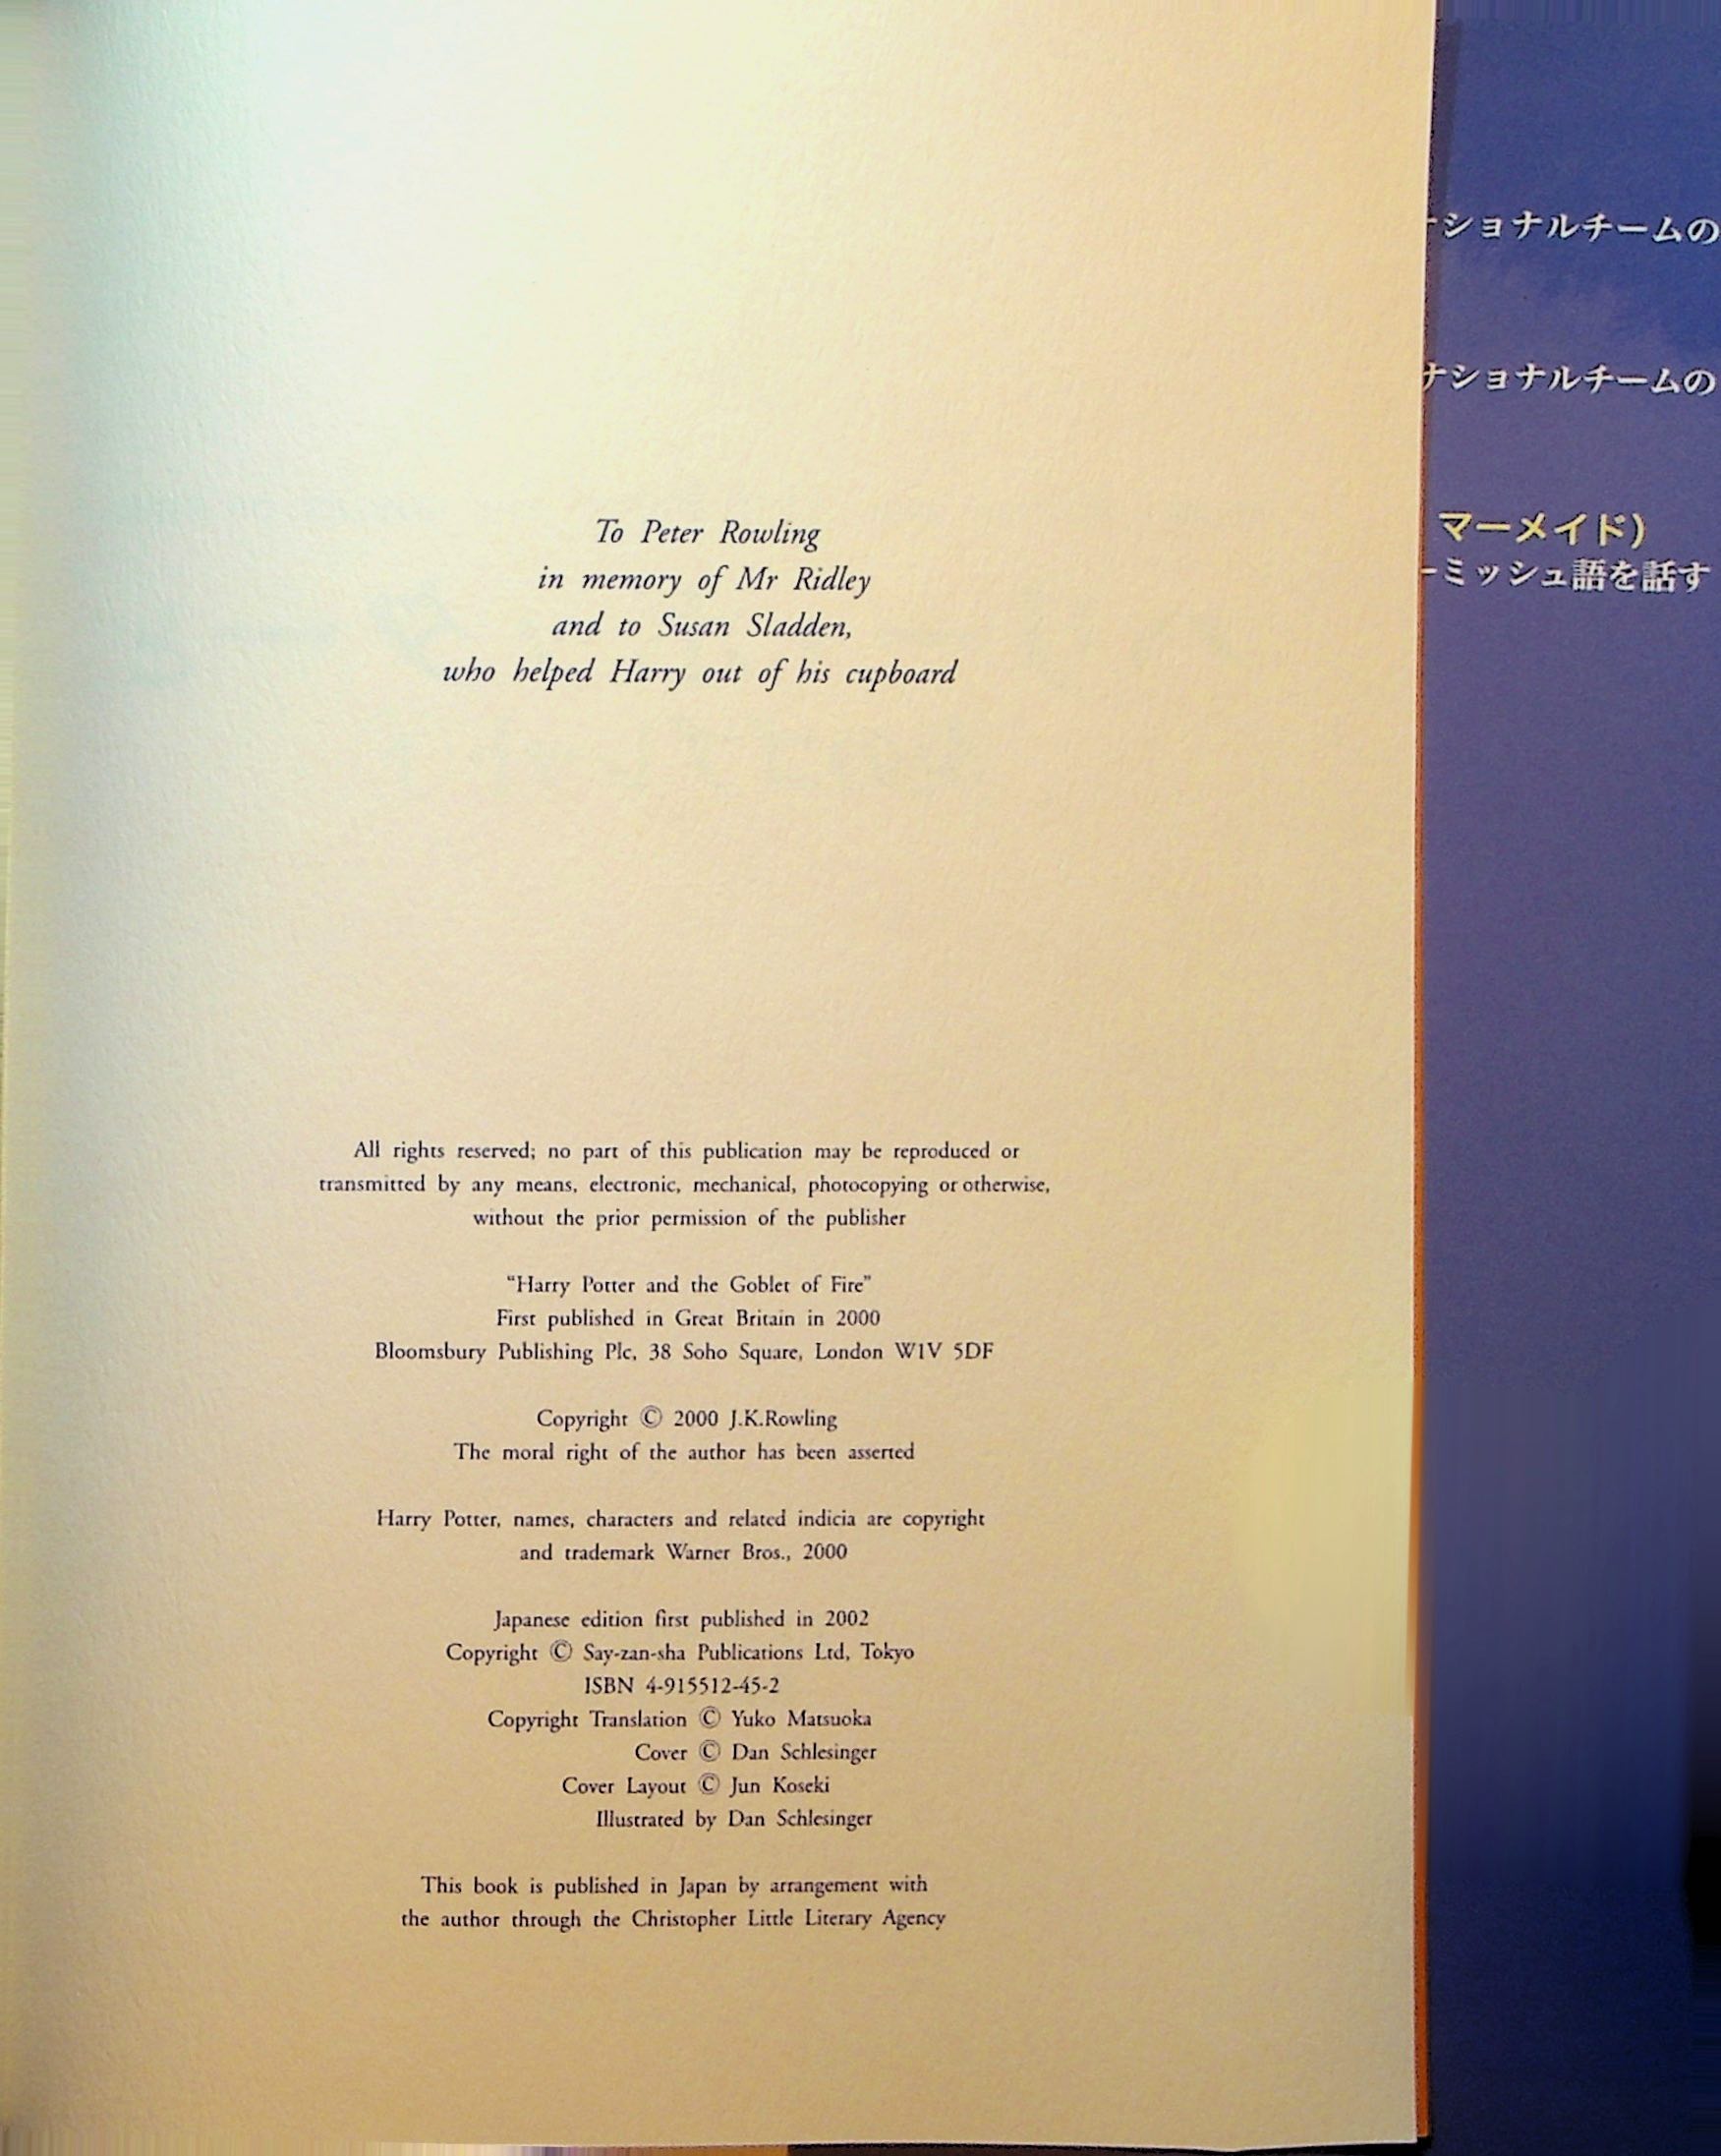 To Peter Rowling
in memory of Mr Ridley
and to Susan Sladden,
who helped Harry out of his cupboard
All rights reserved; no part of this publication may be reproduced or
transmitted by any means, electronic, mechanical, photocopying or otherwise,
without the prior permission of the publisher
“Harry Potter and the Goblet of Fire”
First published in Great Britain in 2000
Bloomsbury Publishing Plc, 38 Soho Square, London W1V 5DF
Copyright © 2000 J.K.Rowling
The moral right of the author has been asserted
Harry Potter, names, characters and related indicia are copyright
and trademark Warner Bros., 2000
Japanese edition first published in 2002
Copyright © Say-zan-sha Publications Ltd, Tokyo
ISBN 4-915512-45-2
Copyright Translation © Yuko Matsuoka
Cover © Dan Schlesinger
Cover Layout © Jun Koseki
Illustrated by Dan Schlesinger
This book is published in Japan by arrangement with
the author through the Christopher Little Literary Agency
ショナルチームの
ナショナルチームの
マーメイド)
ーミッシュ語を話す